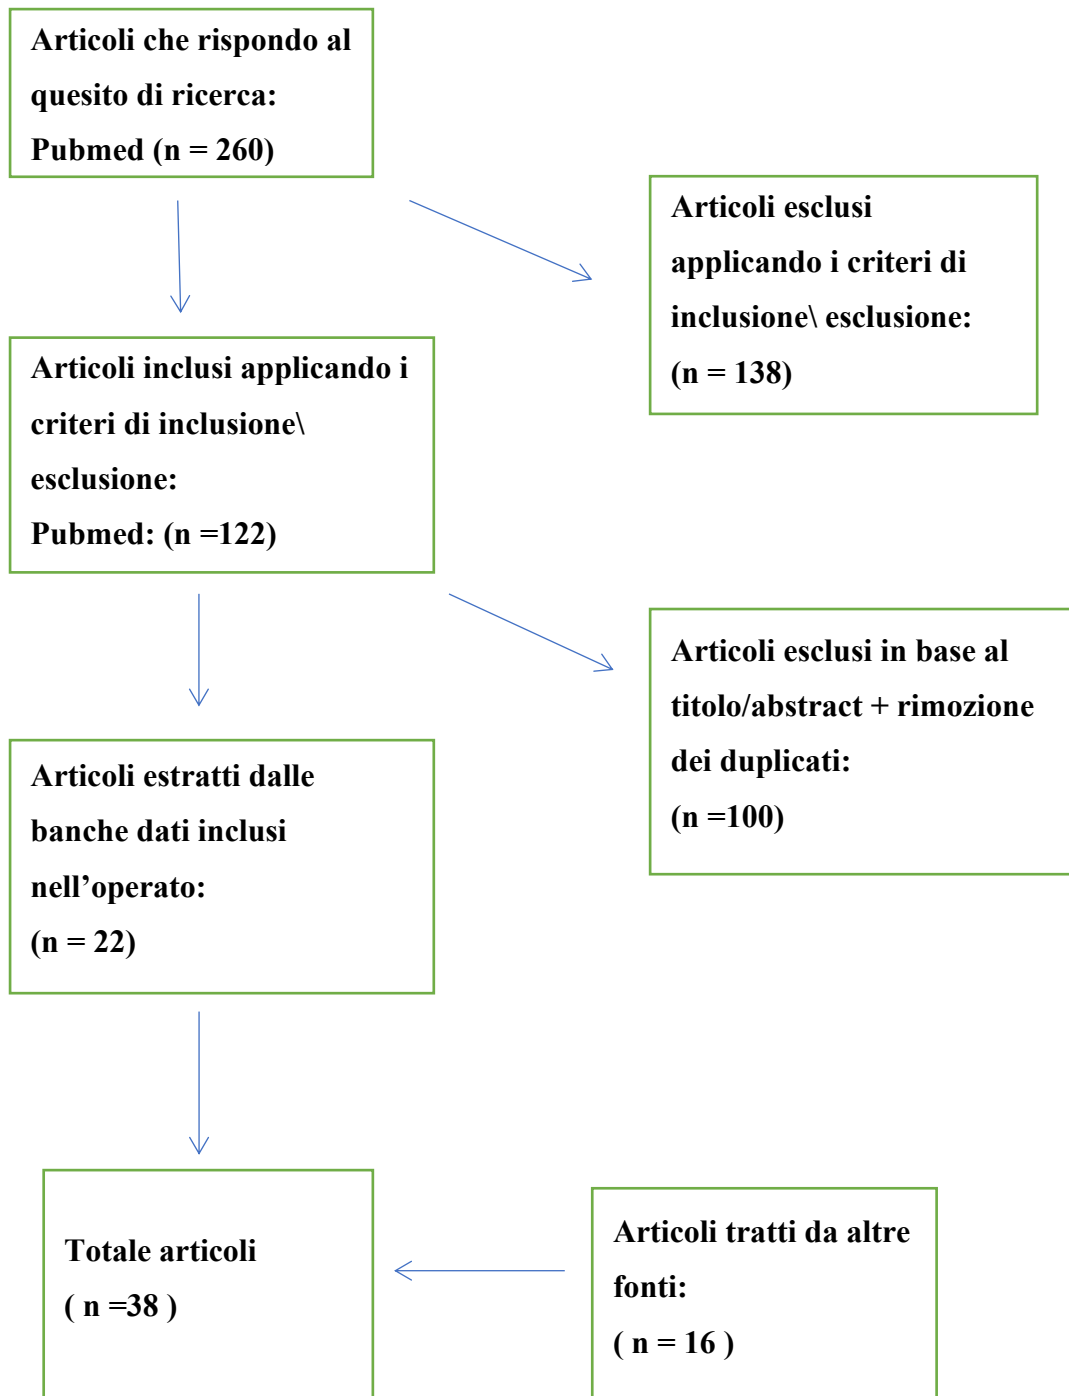 Articoli che rispondo al
quesito di ricerca:
Pubmed (n = 260)
Articoli esclusi
applicando i criteri di
inclusione\ esclusione:
(n = 138)
Articoli inclusi applicando i
criteri di inclusione\
esclusione:
Pubmed: (n =122)
Articoli esclusi in base al
titolo/abstract + rimozione
dei duplicati:
(n =100)
Articoli estratti dalle
banche dati inclusi
nell’operato:
(n = 22)
Totale articoli
( n =38 )
Articoli tratti da altre
fonti:
( n = 16 )